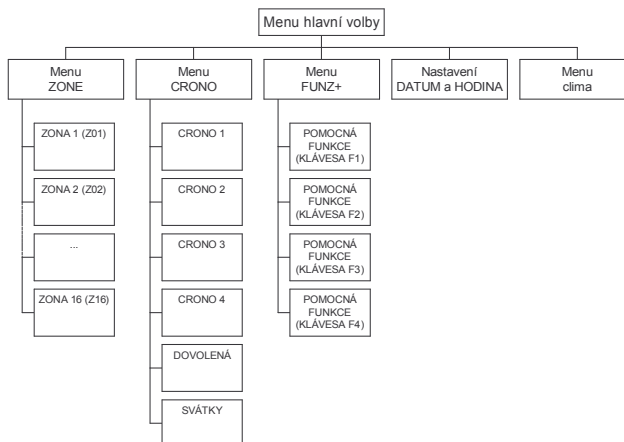 Menu hlavní volby
Menu
ZONE
Menu
CRONO
Menu
FUNZ+
Nastavení
DATUM a HODINA
Menu
clima
ZONA 1 (Z01)
ZONA 2 (Z02)
...
ZONA 16 (Z16)
CRONO 1
CRONO 2
CRONO 3
CRONO 4
DOVOLENÁ
SVÁTKY
POMOCNÁ
FUNKCE
(KLÁVESA F1)
POMOCNÁ
FUNKCE
(KLÁVESA F2)
POMOCNÁ
FUNKCE
(KLÁVESA F3)
POMOCNÁ
FUNKCE
(KLÁVESA F4)